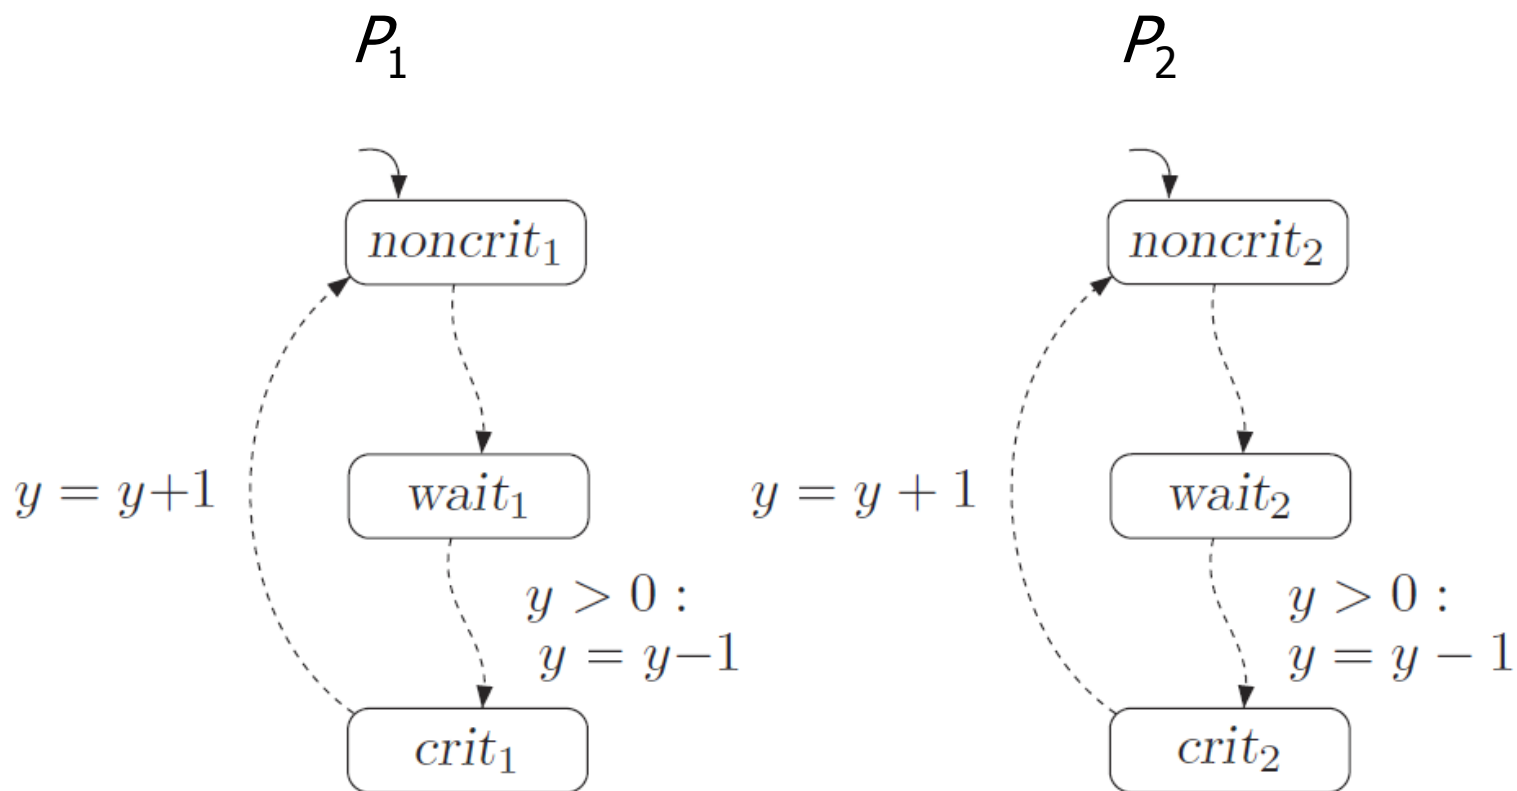 P₁
noncrit₁
y = y+1
wait₁
y > 0 :
y = y−1
crit₁
P₂
noncrit₂
y = y + 1
wait₂
y > 0 :
y = y − 1
crit₂